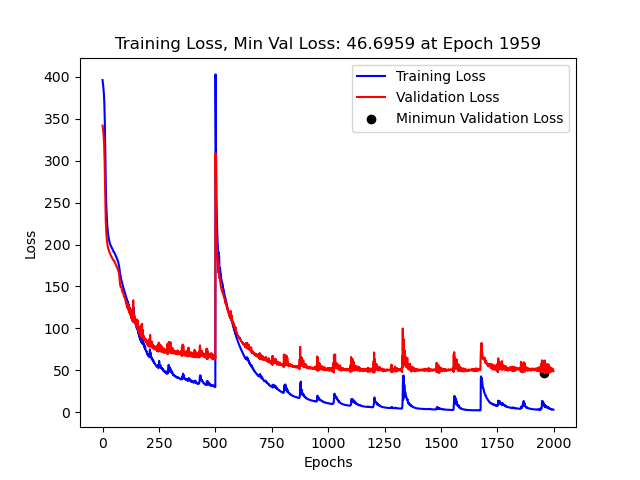 Training Loss, Min Val Loss: 46.6959 at Epoch 1959
Training Loss
Validation Loss
Minimun Validation Loss
Loss
400
350
300
250
200
150
100
50
0
0 250 500 750 1000 1250 1500 1750 2000
Epochs